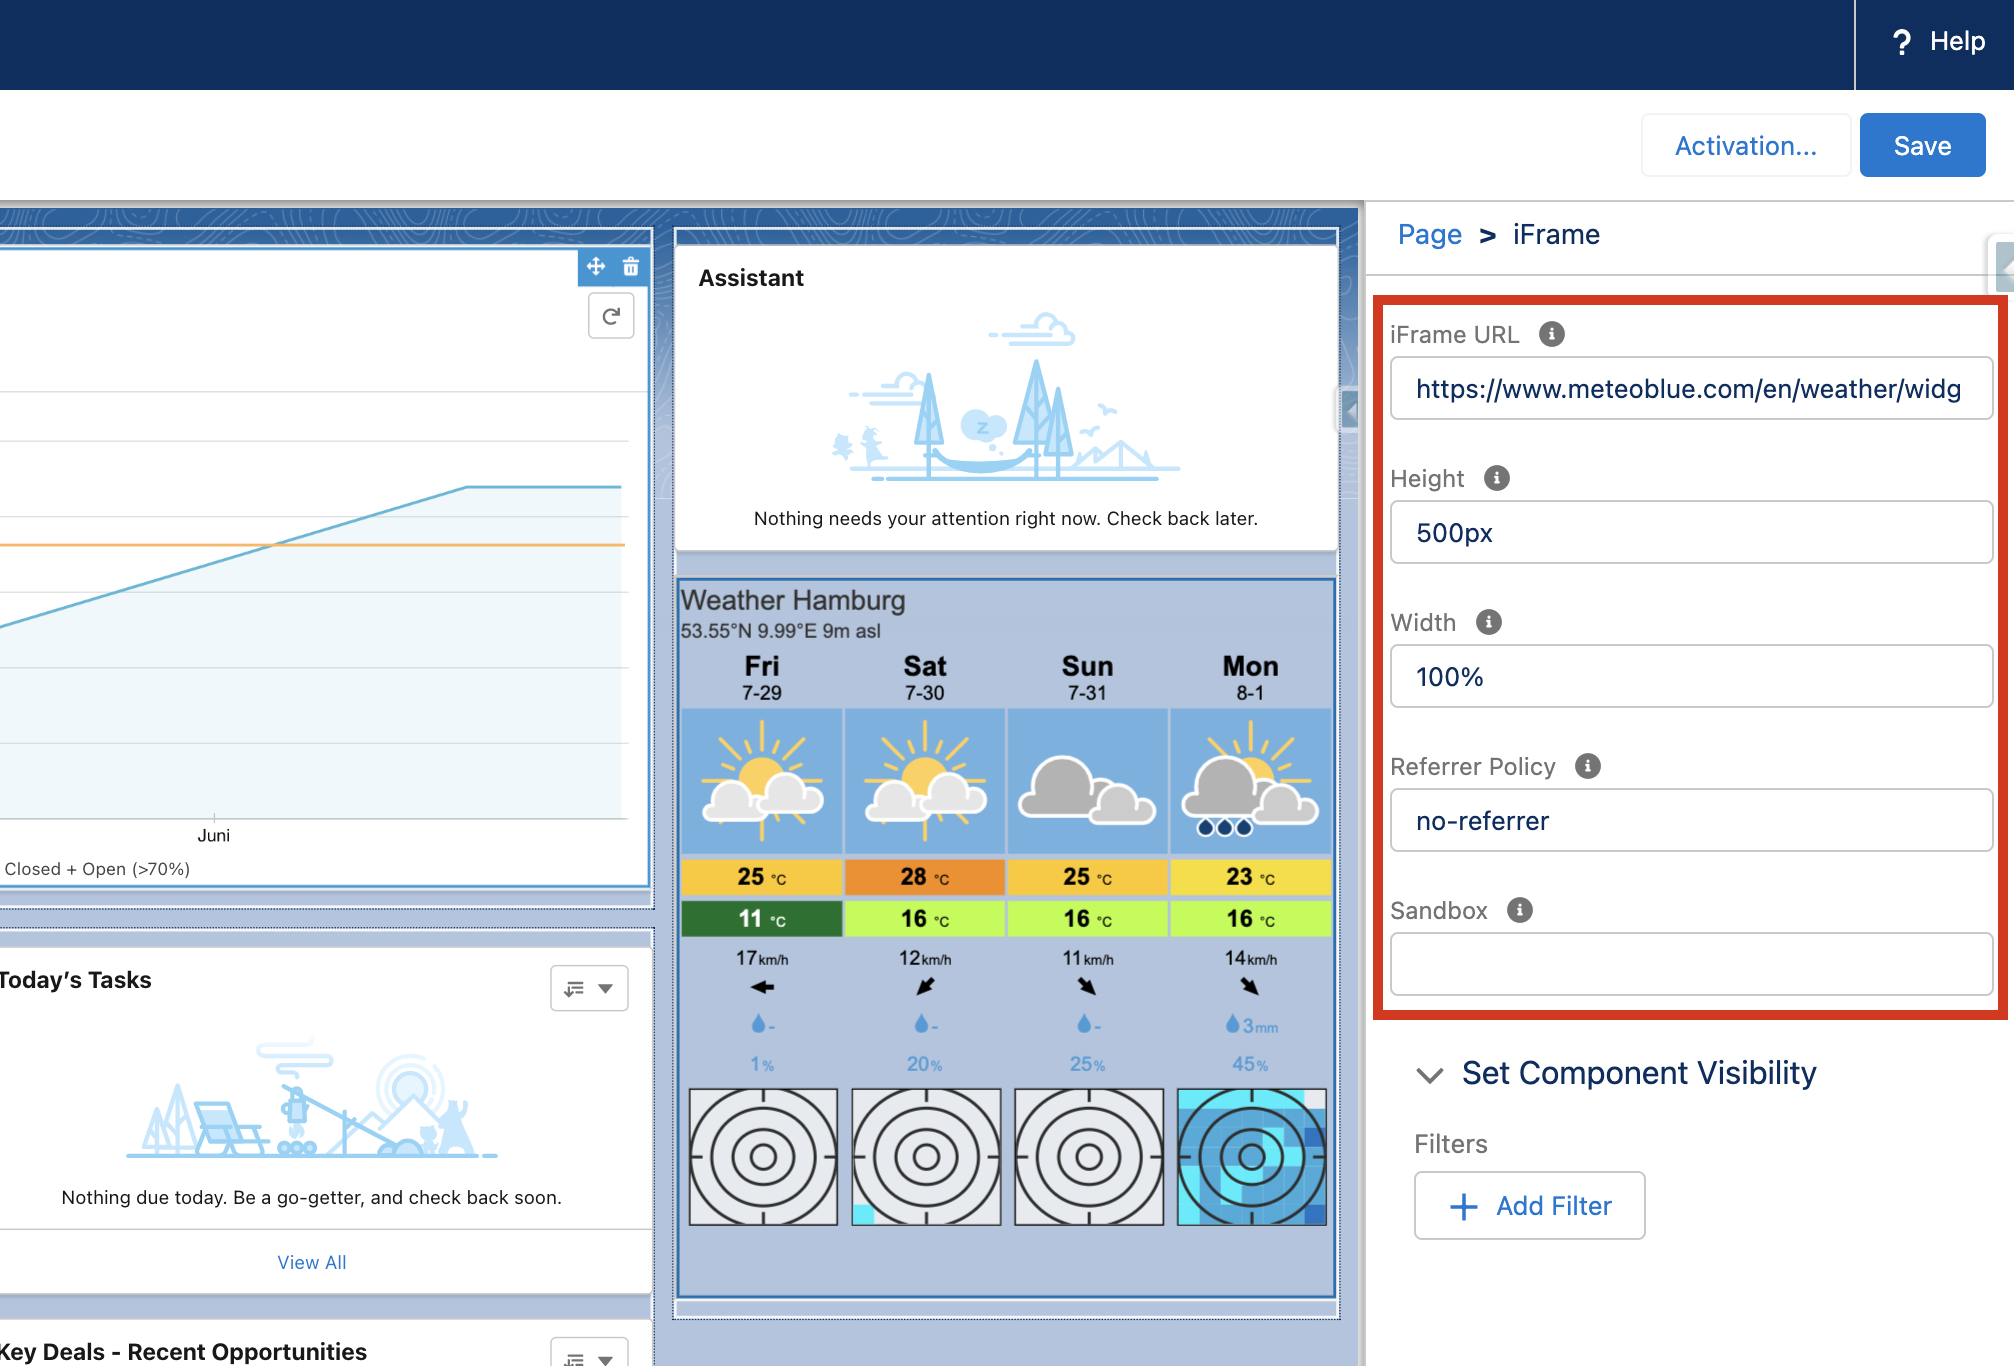 ? Help
Activation...
Save
Page > iFrame
Juni
Closed + Open (>70%)
Today's Tasks
Nothing due today. Be a go-getter, and check back soon.
View All
Key Deals - Recent Opportunities
Assistant
z
Nothing needs your attention right now. Check back later.
Weather Hamburg
53.55°N 9.99°E 9m asl
Fri Sat Sun Mon
7-29 7-30 7-31 8-1
25 °C 28 °C 25 °C 23 °C
11 °C 16 °C 16 °C 16 °C
17 km/h 12 km/h 11 km/h 14 km/h
- - - 3 mm
1% 20% 25% 45%
iFrame URL
https://www.meteoblue.com/en/weather/widg
Height
500px
Width
100%
Referrer Policy
no-referrer
Sandbox
Set Component Visibility
Filters
+ Add Filter